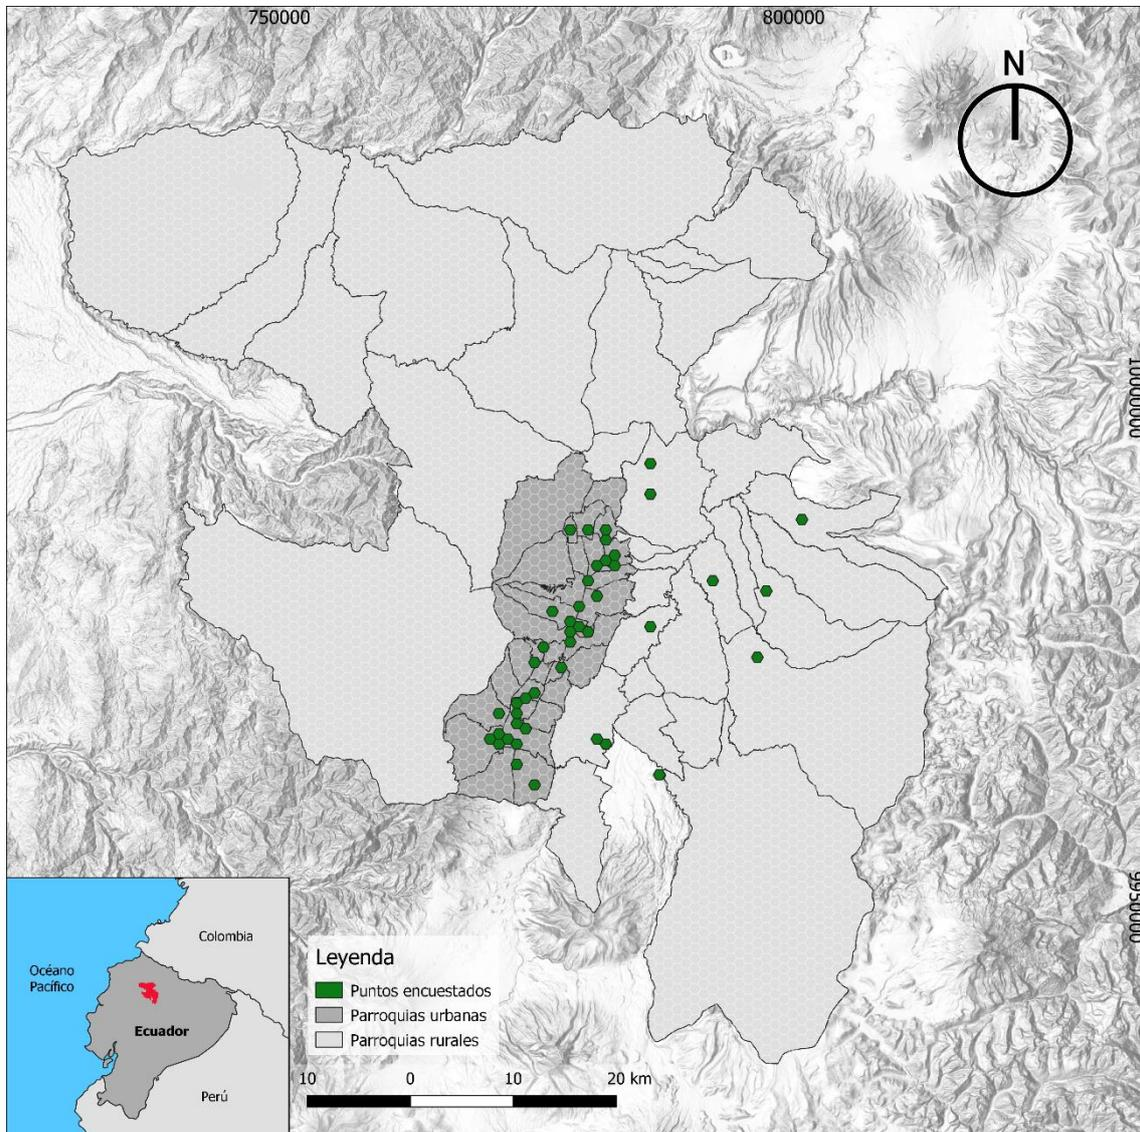 750000
800000
N
10000000
9950000
Colombia
Océano
Pacífico
Ecuador
Perú
Leyenda
Puntos encuestados
Parroquias urbanas
Parroquias rurales
10 0 10 20 km